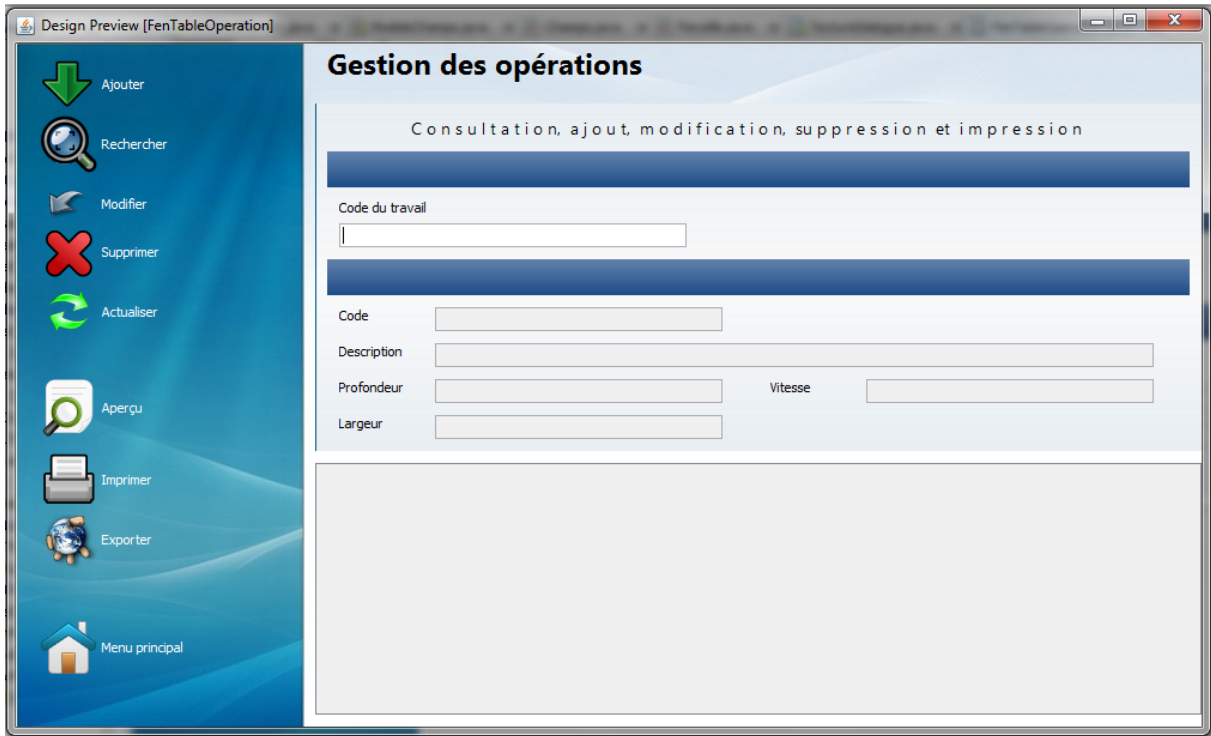 Design Preview [FenTableOperation]
Ajouter
Rechercher
Modifier
Supprimer
Actualiser
Aperçu
Imprimer
Exporter
Menu principal
Gestion des opérations
Consultation, ajout, modification, suppression et impression
Code du travail
Code
Description
Profondeur
Vitesse
Largeur